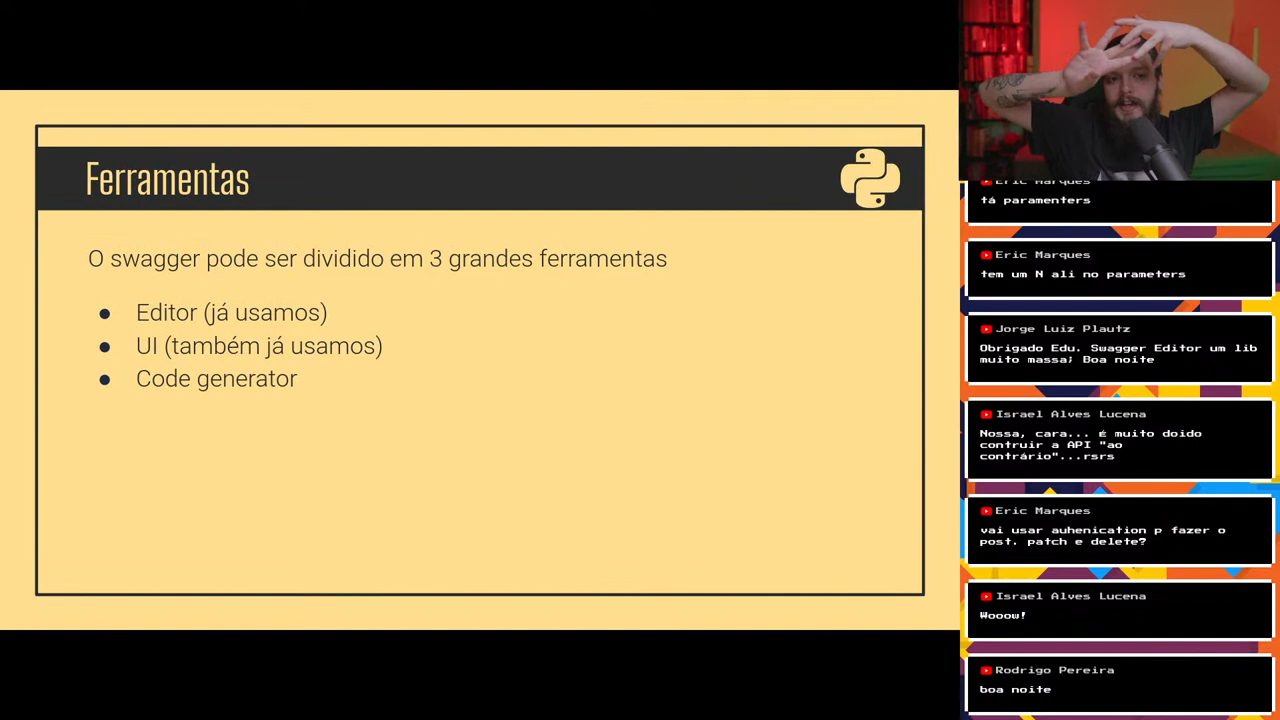 Ferramentas
O swagger pode ser dividido em 3 grandes ferramentas
● Editor (já usamos)
● UI (também já usamos)
● Code generator
Eric Marques
tá paramenters
Eric Marques
tem um N ali no parameters
Jorge Luiz Plautz
Obrigado Edu. Swagger Editor um lib
muito massa; Boa noite
Israel Alves Lucena
Nossa, cara... é muito doido
contruir a API "ao
contrário"...rsrs
Eric Marques
vai usar auhenication p fazer o
post. patch e delete?
Israel Alves Lucena
Wooow!
Rodrigo Pereira
boa noite